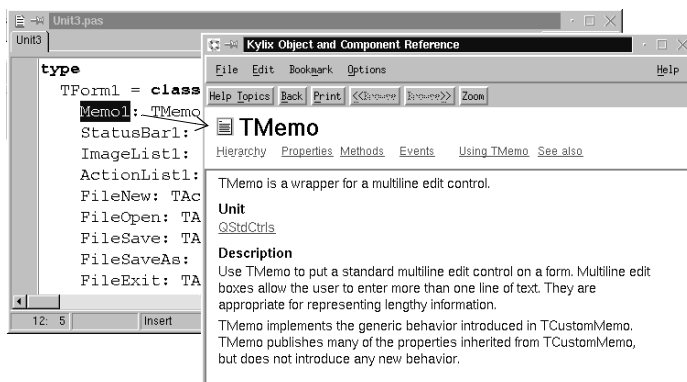 Unit3.pas
Unit3
type
TForm1 = class
Memo1: TMemo
StatusBar1:
ImageList1:
ActionList1:
FileNew: TAc
FileOpen: TA
FileSave: TA
FileSaveAs:
FileExit: TA
12: 5
Insert
Kylix Object and Component Reference
File Edit Bookmark Options Help
Help Topics Back Print <<Browse Browse>> Zoom
TMemo
Hierarchy Properties Methods Events Using TMemo See also
TMemo is a wrapper for a multiline edit control.
Unit
QStdCtrls
Description
Use TMemo to put a standard multiline edit control on a form. Multiline edit
boxes allow the user to enter more than one line of text. They are
appropriate for representing lengthy information.
TMemo implements the generic behavior introduced in TCustomMemo.
TMemo publishes many of the properties inherited from TCustomMemo,
but does not introduce any new behavior.